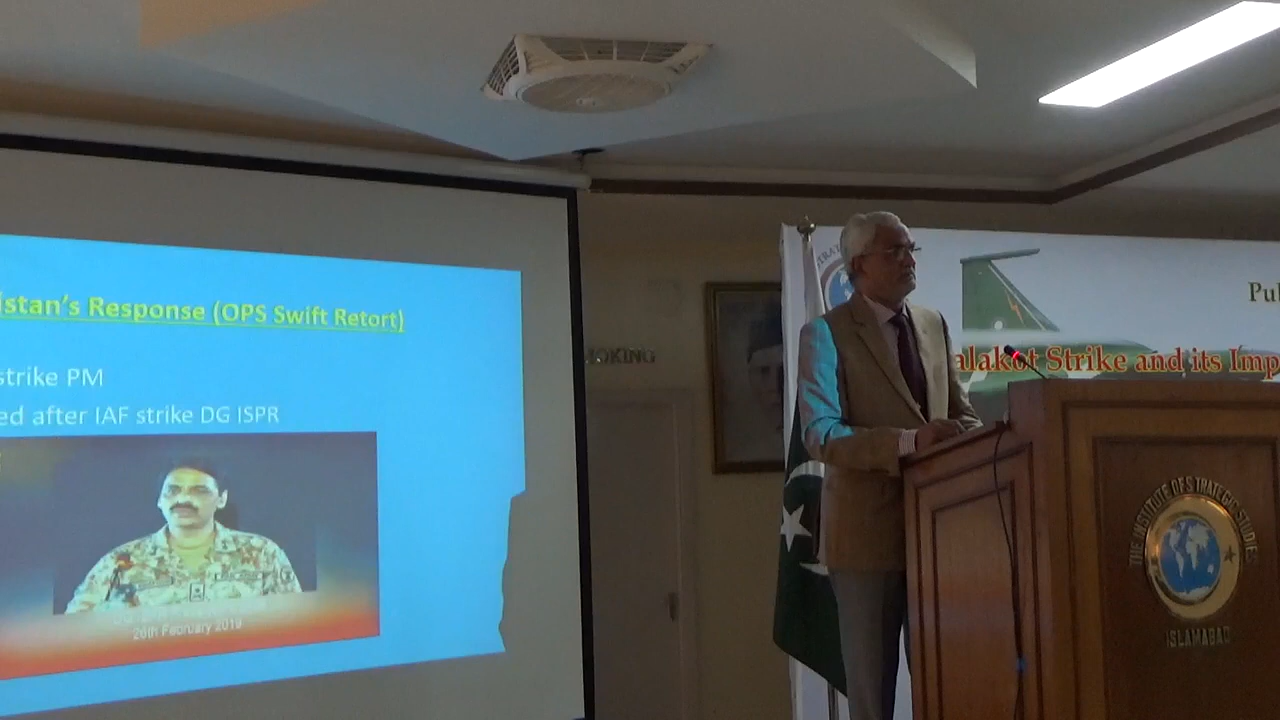 istan's Response (OPS Swift Retort)
strike PM
ed after IAF strike DG ISPR
26th February 2019
MOKING
Pul
alakot Strike and its Imp
THE INSTITUTE OF STRATEGIC STUDIES
ISLAMABAD